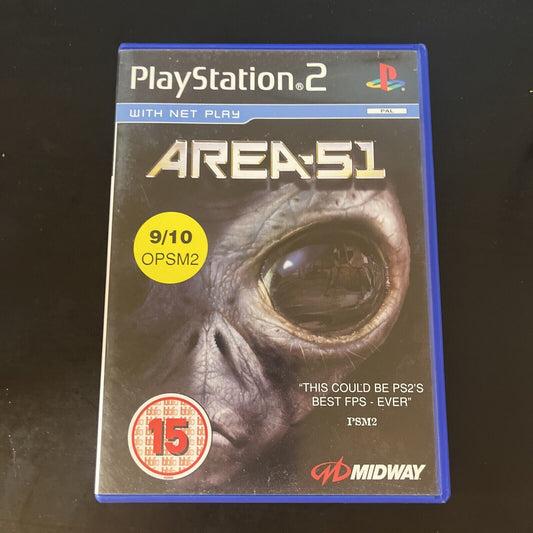 PlayStation®2
WITH NET PLAY
PAL
AREA-51
9/10
OPSM2
"THIS COULD BE PS2'S
BEST FPS - EVER"
PSM2
15
MIDWAY